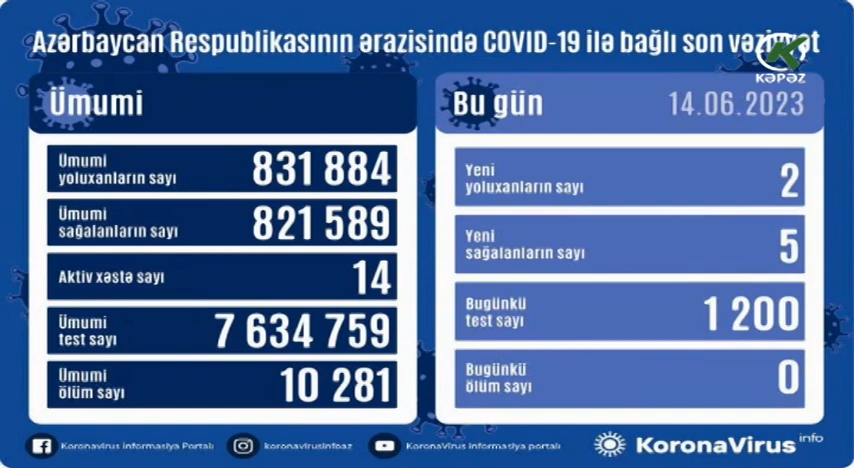 Azərbaycan Respublikasının ərazisində COVID-19 ilə bağlı son vəziyyət
KƏPƏZ
Ümumi
Ümumi
yoluxanların sayı
831 884
Ümumi
sağalanların sayı
821 589
Aktiv xəstə sayı
14
Ümumi
test sayı
7 634 759
Ümumi
ölüm sayı
10 281
Bu gün
14.06.2023
Yeni
yoluxanların sayı
2
Yeni
sağalanların sayı
5
Bugünkü
test sayı
1 200
Bugünkü
ölüm sayı
0
Koronavirus informasiya Portalı
koronavirusinfoaz
KoronaVirus informasiya portalı
KoronaVirus info